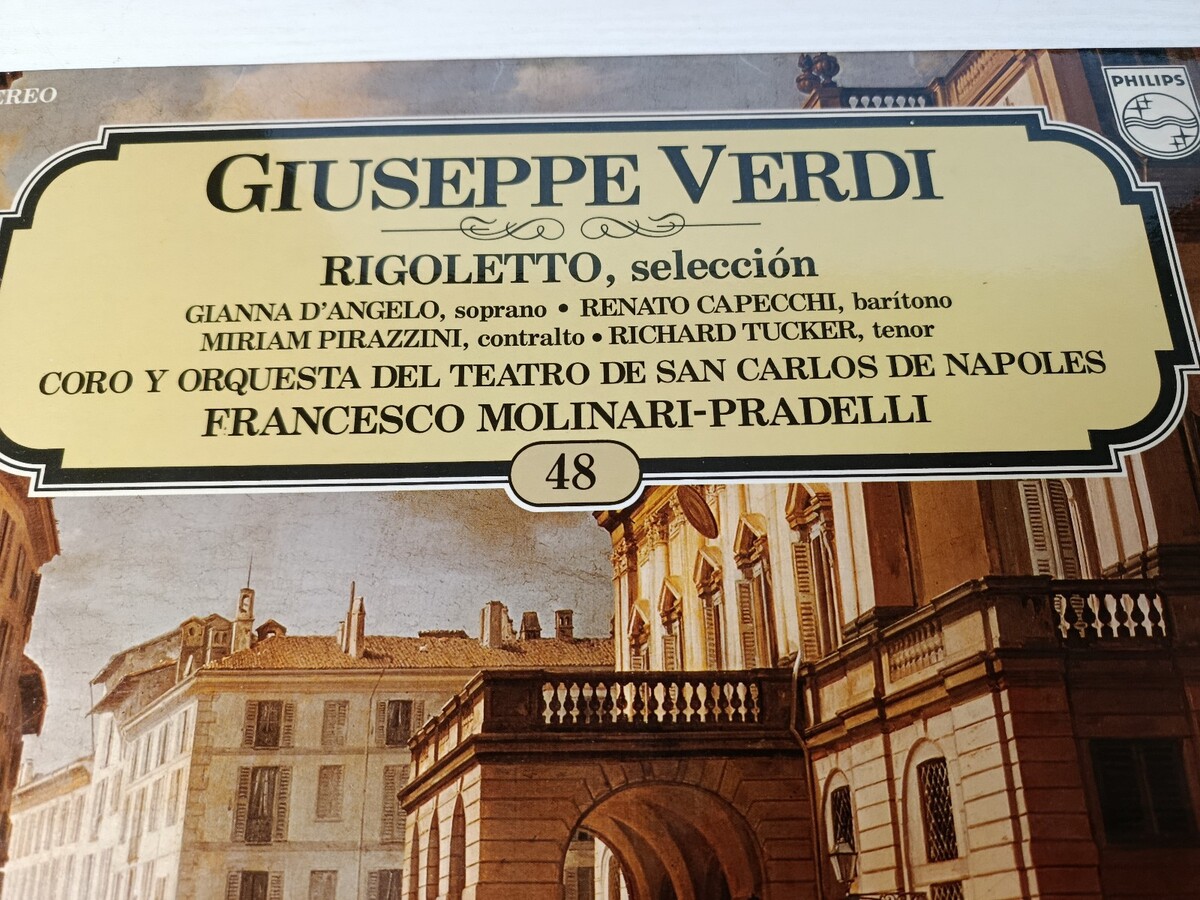 PHILIPS
GIUSEPPE VERDI
RIGOLETTO, selección
GIANNA D'ANGELO, soprano • RENATO CAPECCHI, barítono
MIRIAM PIRAZZINI, contralto • RICHARD TUCKER, tenor
CORO Y ORQUESTA DEL TEATRO DE SAN CARLOS DE NAPOLES
FRANCESCO MOLINARI-PRADELLI
48